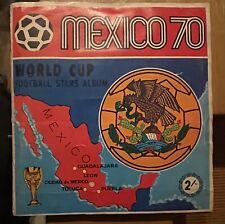 MEXICO 70
WORLD CUP
FOOTBALL STARS ALBUM
MEXICO
GUADALAJARA
LEON
CIUDAD de MEXICO
TOLUCA
PUEBLA
2/-